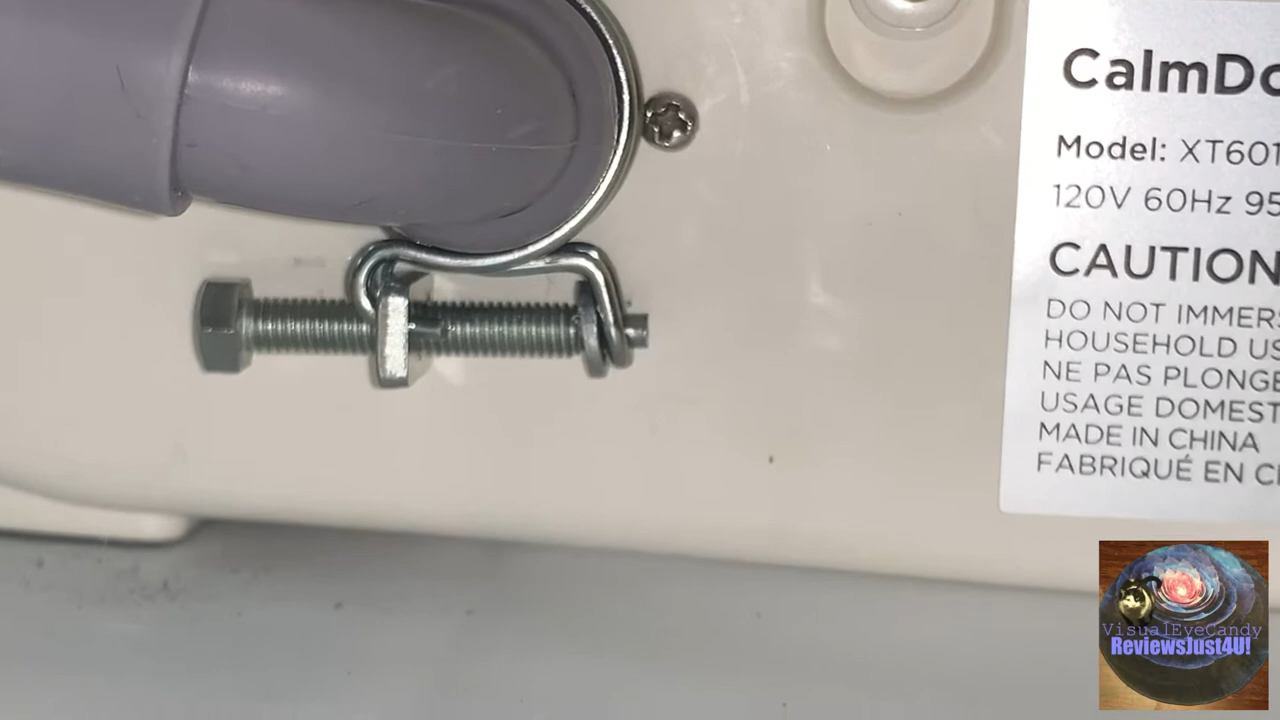 CalmDo
Model: XT601
120V 60Hz 95
CAUTION
DO NOT IMMERS
HOUSEHOLD US
NE PAS PLONGE
USAGE DOMEST
MADE IN CHINA
FABRIQUÉ EN C
VisualEyeCandy
ReviewsJust4U!